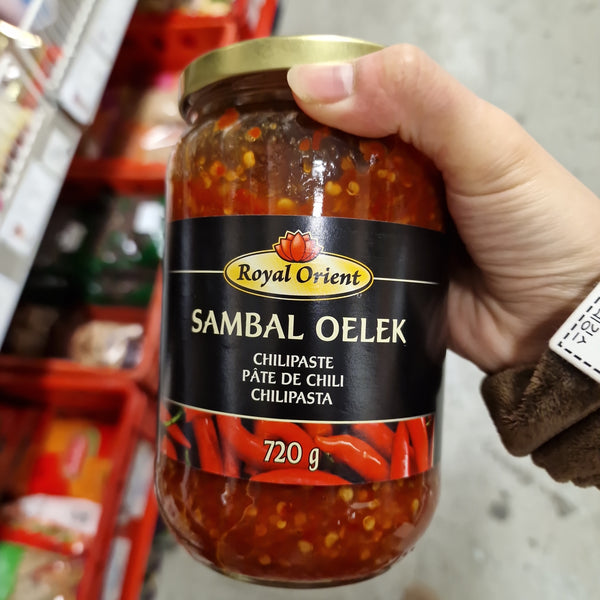 Royal Orient
SAMBAL OELEK
CHILIPASTE
PÂTE DE CHILI
CHILIPASTA
720 g